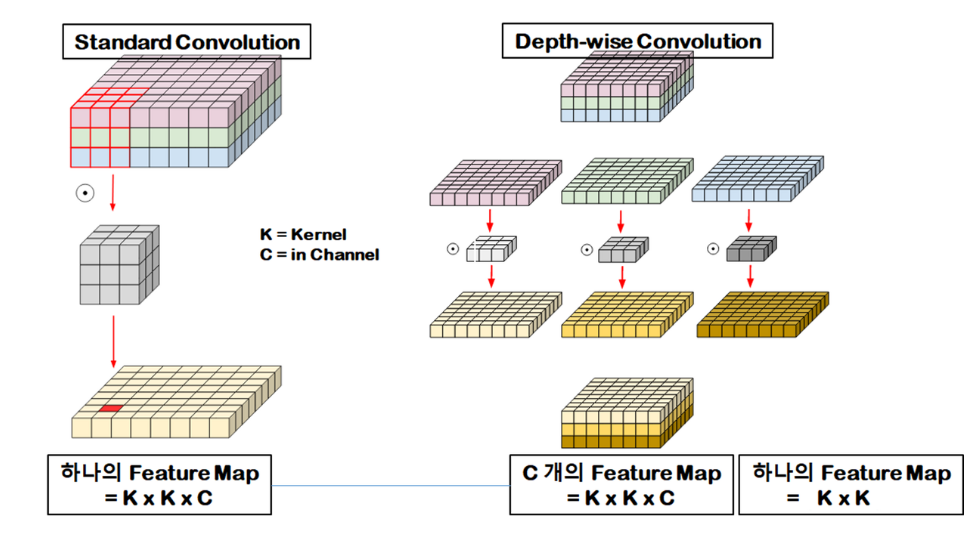 Standard Convolution
Depth-wise Convolution
K = Kernel
C = in Channel
하나의 Feature Map
= K x K x C
C 개의 Feature Map
= K x K x C
하나의 Feature Map
= K x K